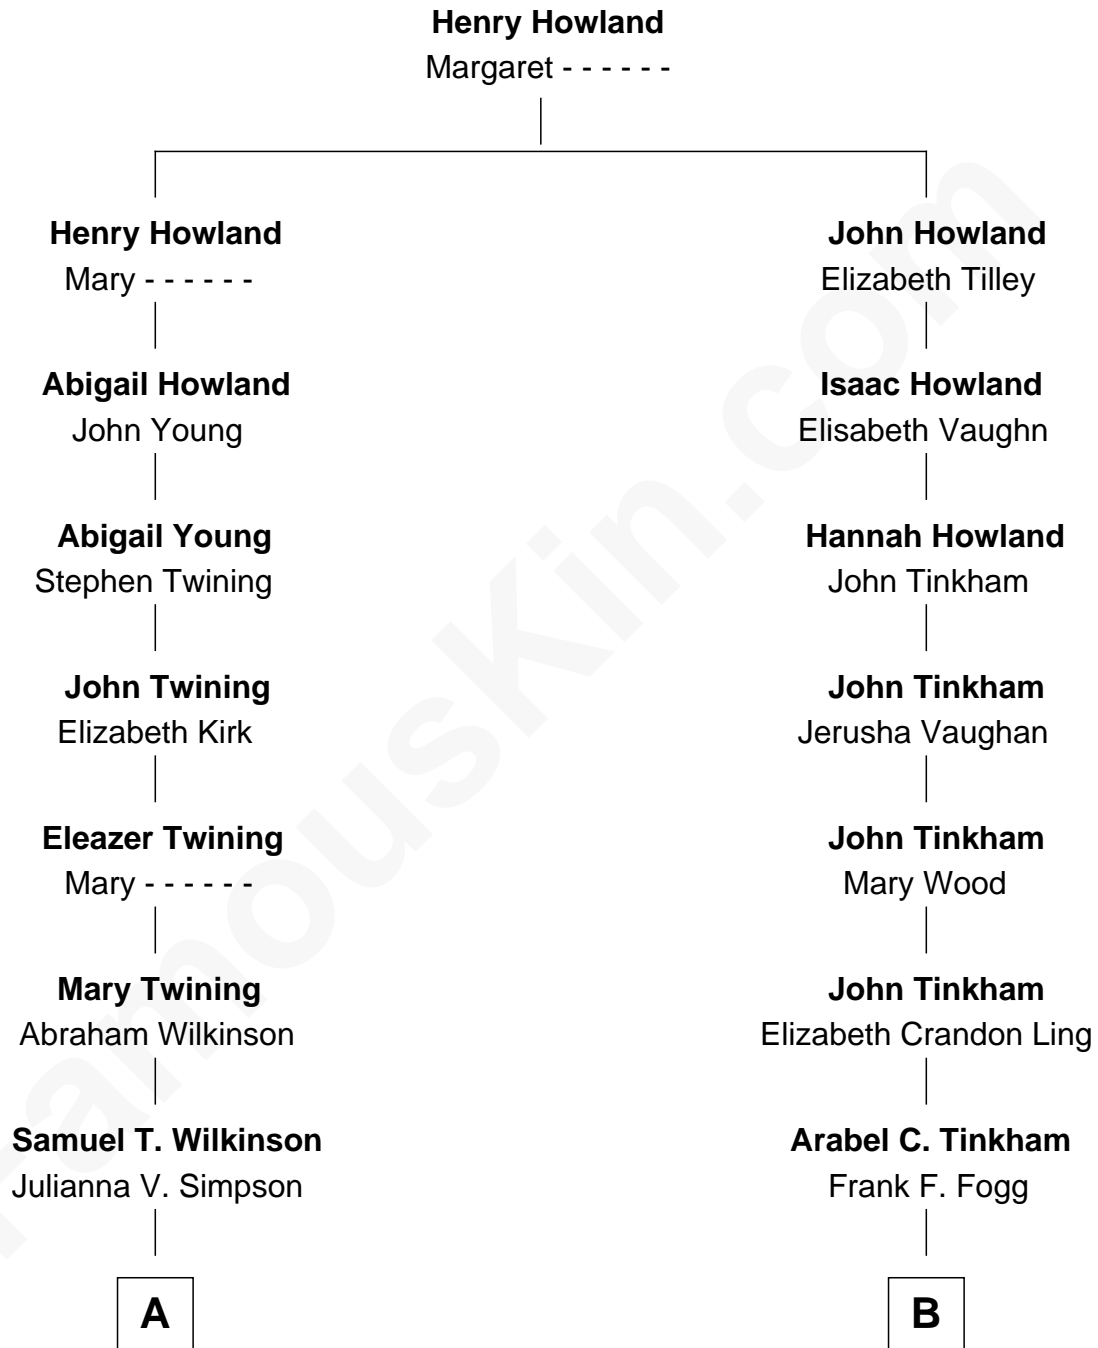 Henry Howland
Margaret - - - - - -
Henry Howland
Mary - - - - - -
John Howland
Elizabeth Tilley
Abigail Howland
John Young
Isaac Howland
Elisabeth Vaughn
Abigail Young
Stephen Twining
Hannah Howland
John Tinkham
John Twining
Elizabeth Kirk
John Tinkham
Jerusha Vaughan
Eleazer Twining
Mary - - - - - -
John Tinkham
Mary Wood
Mary Twining
Abraham Wilkinson
John Tinkham
Elizabeth Crandon Ling
Samuel T. Wilkinson
Julianna V. Simpson
Arabel C. Tinkham
Frank F. Fogg
A
B
FamousKin.com